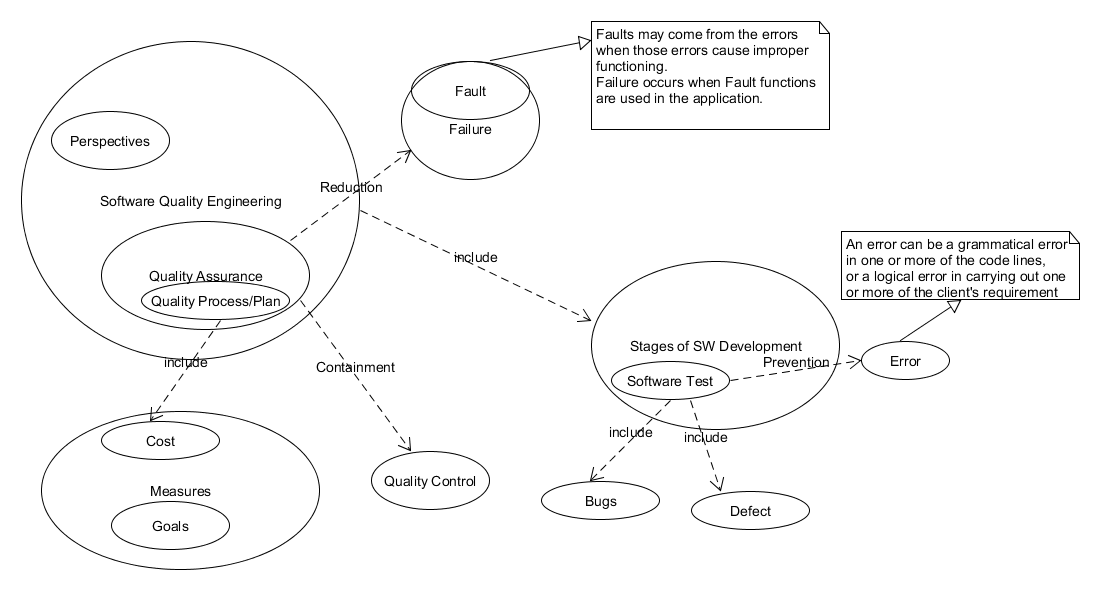 Faults may come from the errors
when those errors cause improper
functioning.
Failure occurs when Fault functions
are used in the application.
Fault
Failure
Perspectives
Reduction
Software Quality Engineering
include
An error can be a grammatical error
in one or more of the code lines,
or a logical error in carrying out one
or more of the client's requirement
Quality Assurance
Quality Process/Plan
Stages of SW Development
Prevention
Error
include
Containment
Software Test
include
include
Cost
Measures
Goals
Quality Control
Bugs
Defect